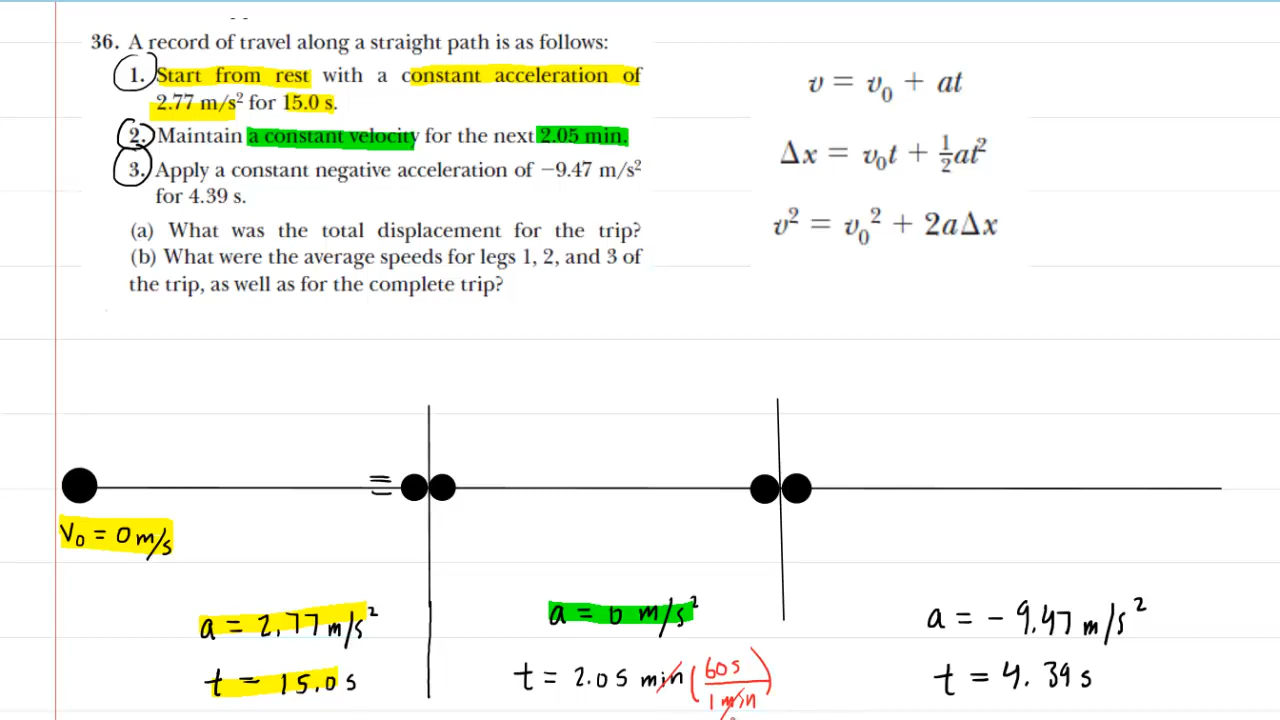 36. A record of travel along a straight path is as follows:
1. Start from rest with a constant acceleration of
2.77 m/s² for 15.0 s.
2. Maintain a constant velocity for the next 2.05 min.
3. Apply a constant negative acceleration of −9.47 m/s²
for 4.39 s.
(a) What was the total displacement for the trip?
(b) What were the average speeds for legs 1, 2, and 3 of
the trip, as well as for the complete trip?
v = v₀ + at
Δx = v₀t + ½at²
v² = v₀² + 2aΔx
=
V₀ = 0 m/s
a = 2.77 m/s²
t = 15.0 s
a = 0 m/s²
t = 2.05 min (60 s / 1 min)
a = - 9.47 m/s²
t = 4.39 s